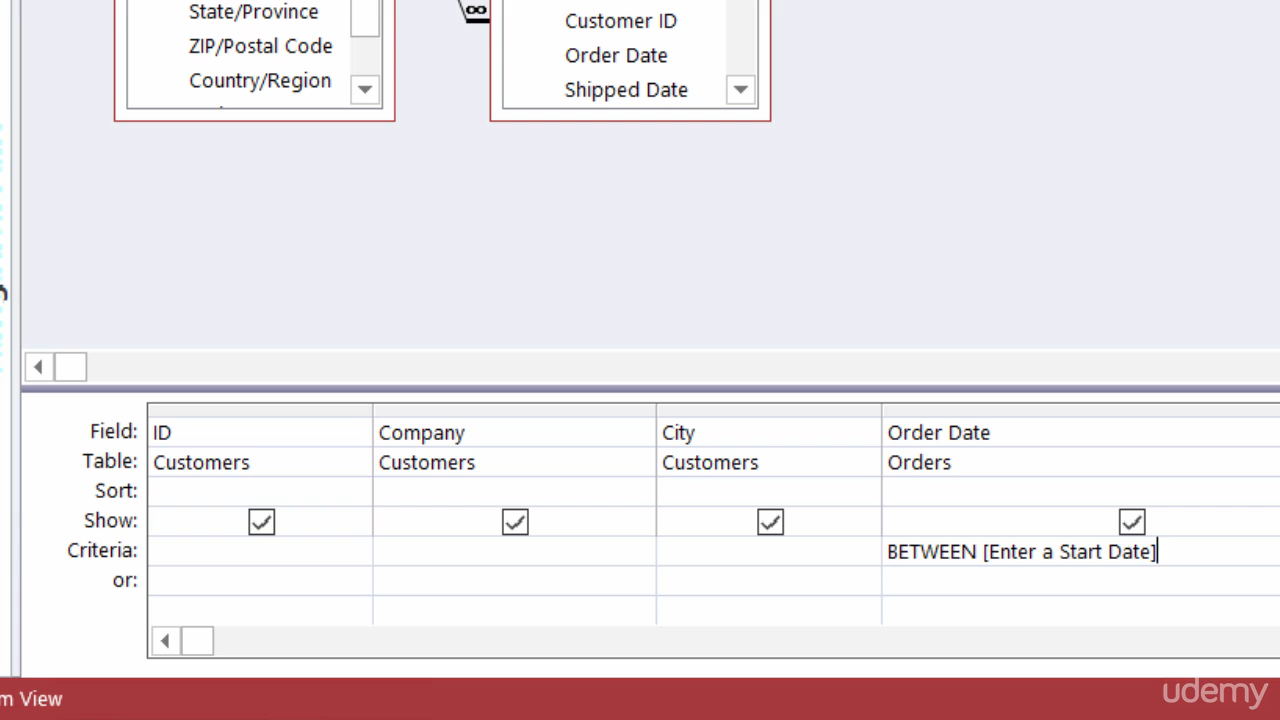 State/Province
ZIP/Postal Code
Country/Region
∞
Customer ID
Order Date
Shipped Date
Field: ID Company City Order Date
Table: Customers Customers Customers Orders
Sort:
Show:
Criteria: BETWEEN [Enter a Start Date]
or:
m View
udemy